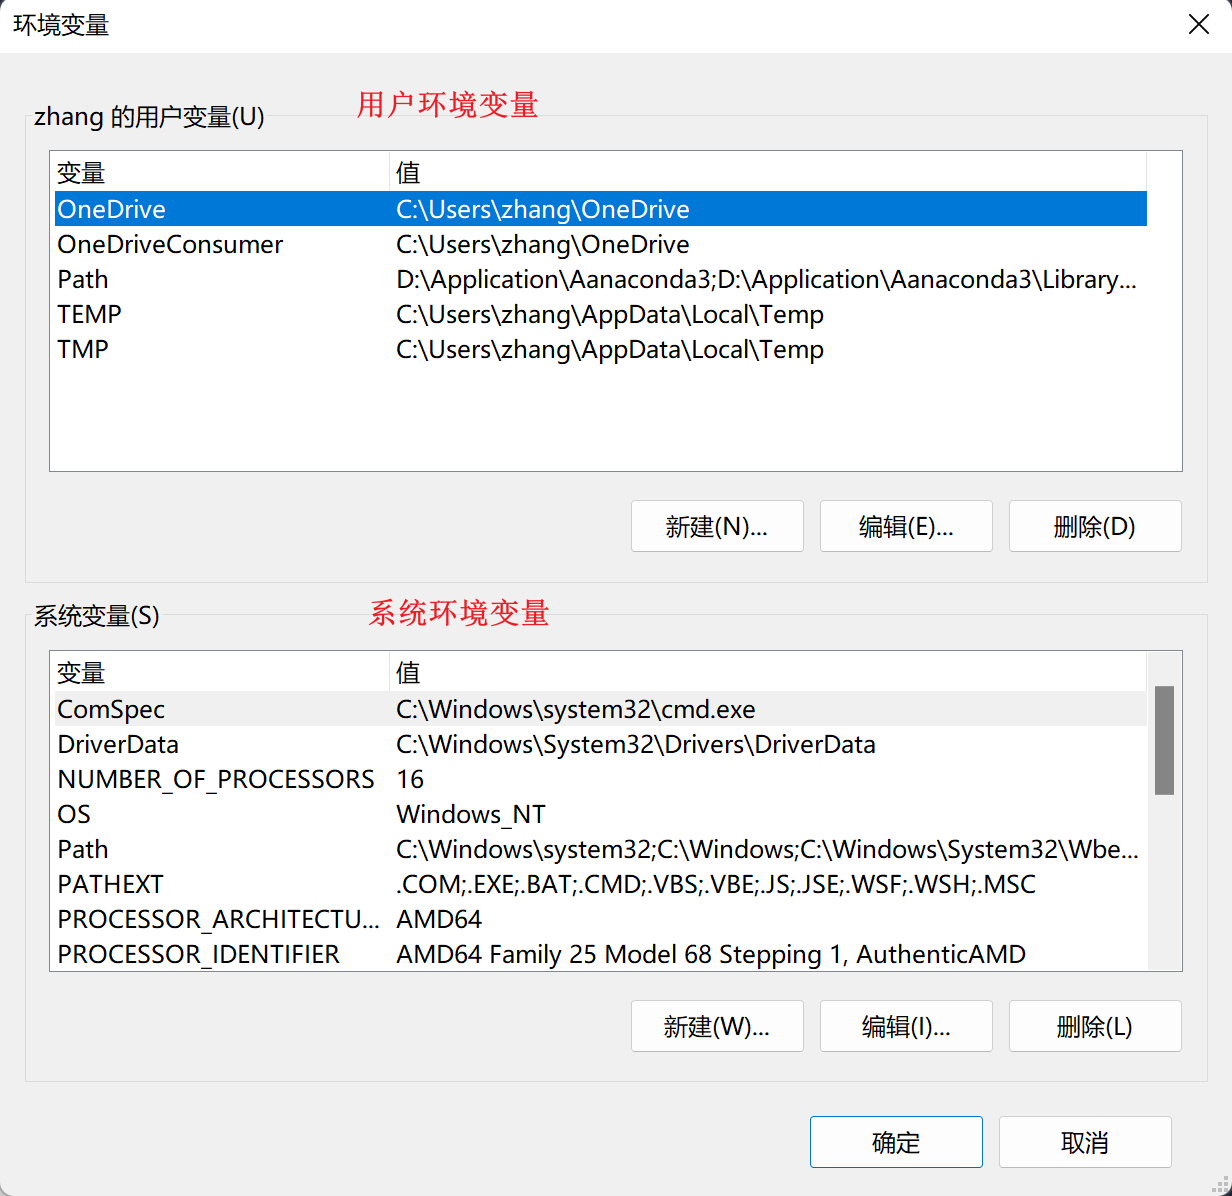 环境变量
zhang 的用户变量(U) 用户环境变量
变量 值
OneDrive C:\Users\zhang\OneDrive
OneDriveConsumer C:\Users\zhang\OneDrive
Path D:\Application\Aanaconda3;D:\Application\Aanaconda3\Library...
TEMP C:\Users\zhang\AppData\Local\Temp
TMP C:\Users\zhang\AppData\Local\Temp
新建(N)... 编辑(E)... 删除(D)
系统变量(S) 系统环境变量
变量 值
ComSpec C:\Windows\system32\cmd.exe
DriverData C:\Windows\System32\Drivers\DriverData
NUMBER_OF_PROCESSORS 16
OS Windows_NT
Path C:\Windows\system32;C:\Windows;C:\Windows\System32\Wbe...
PATHEXT .COM;.EXE;.BAT;.CMD;.VBS;.VBE;.JS;.JSE;.WSF;.WSH;.MSC
PROCESSOR_ARCHITECTU... AMD64
PROCESSOR_IDENTIFIER AMD64 Family 25 Model 68 Stepping 1, AuthenticAMD
新建(W)... 编辑(I)... 删除(L)
确定 取消